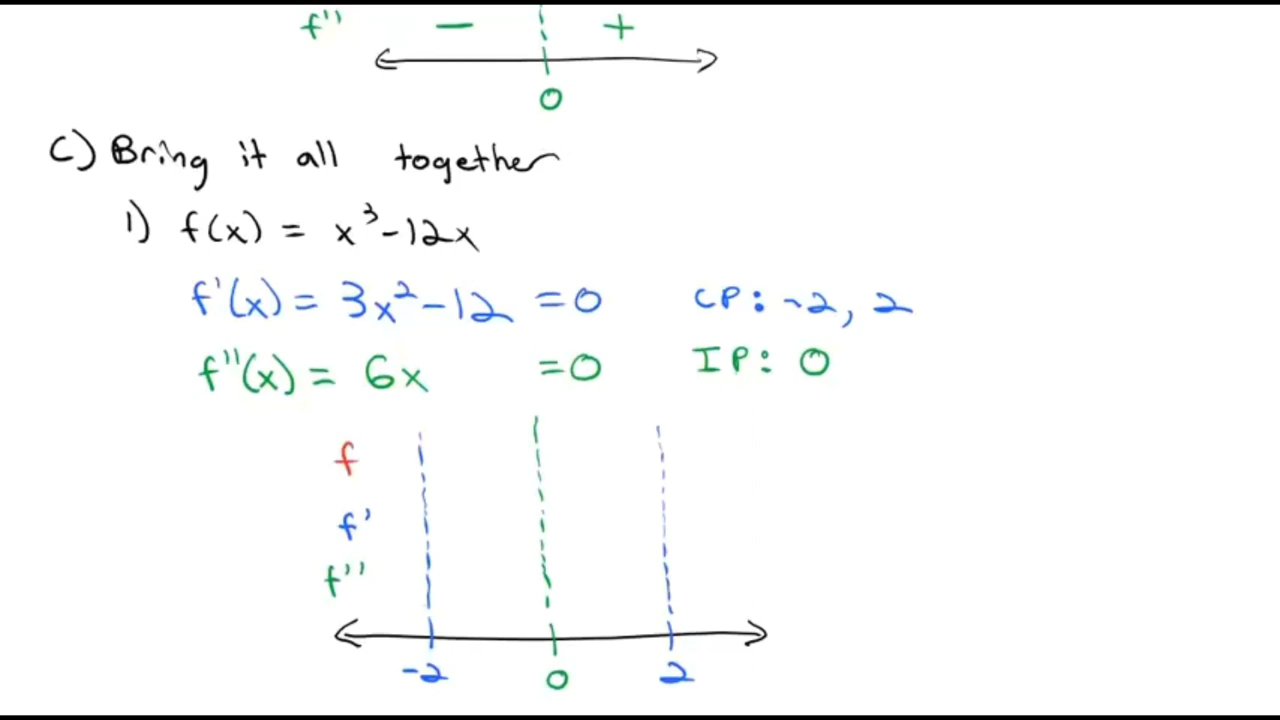 f'' − +
0
C) Bring it all together
1) f(x) = x³-12x
f'(x) = 3x²-12 =0 CP: -2, 2
f''(x) = 6x =0 IP: 0
f
f'
f''
-2 0 2